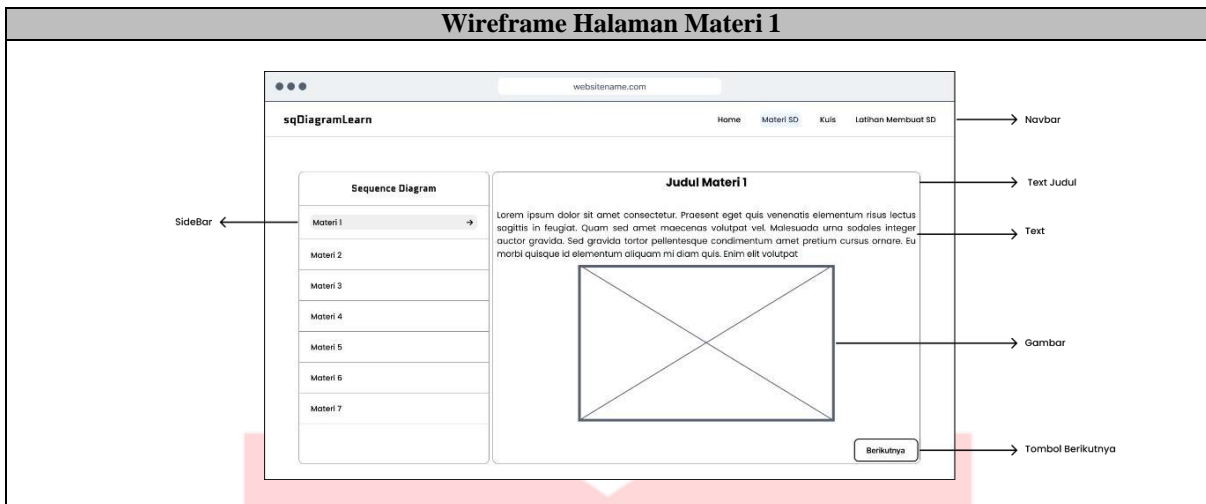 Wireframe Halaman Materi 1
websitename.com
sqDiagramLearn
Home Materi SD Kuis Latihan Membuat SD
Navbar
Sequence Diagram
Judul Materi 1
Text Judul
SideBar
Materi 1
Materi 2
Materi 3
Materi 4
Materi 5
Materi 6
Materi 7
Lorem ipsum dolor sit amet consectetur. Praesent eget quis venenatis elementum risus lectus
sagittis in feugiat. Quam sed amet maecenas volutpat vel. Malesuada urna sodales integer
auctor gravida. Sed gravida tortor pellentesque condimentum amet pretium cursus ornare. Eu
morbi quisque id elementum aliquam mi diam quis. Enim elit volutpat
Text
Gambar
Berikutnya
Tombol Berikutnya